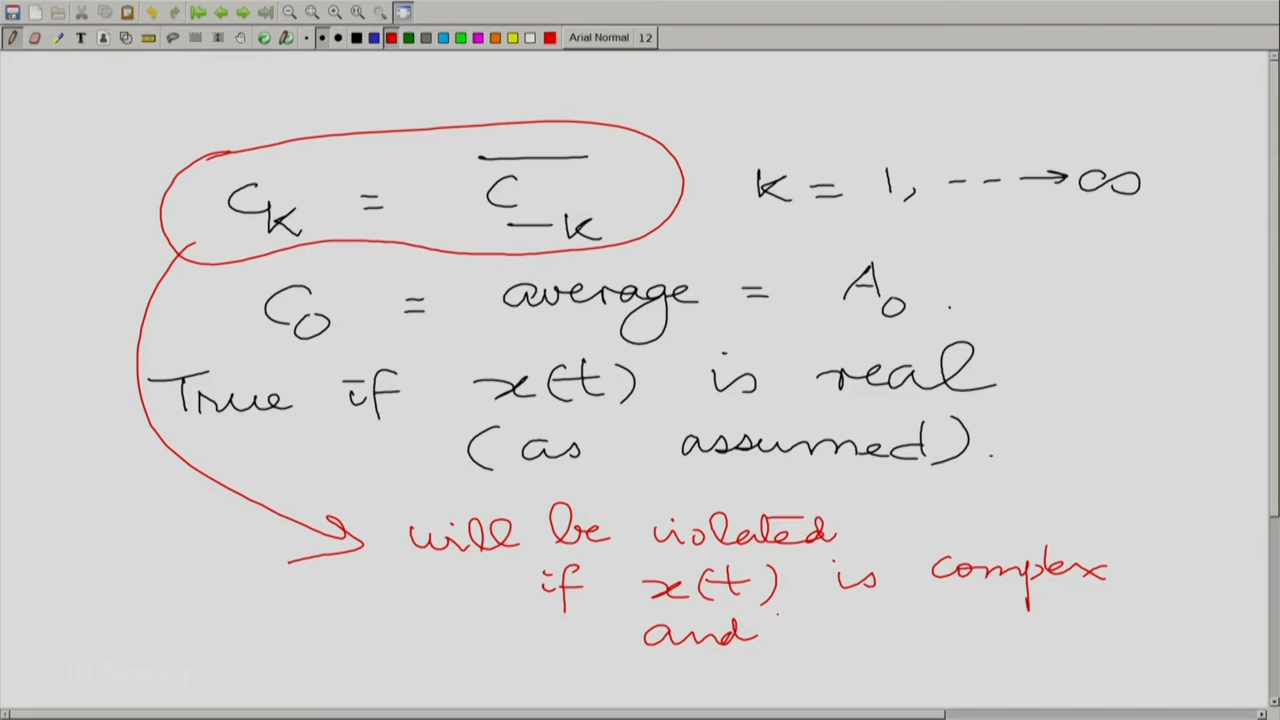 Arial Normal 12
C_K = \overline{C_{-K}} K = 1, --- → ∞
C_0 = average = A_0.
True if x(t) is real
(as assumed).
will be violated
if x(t) is complex
and